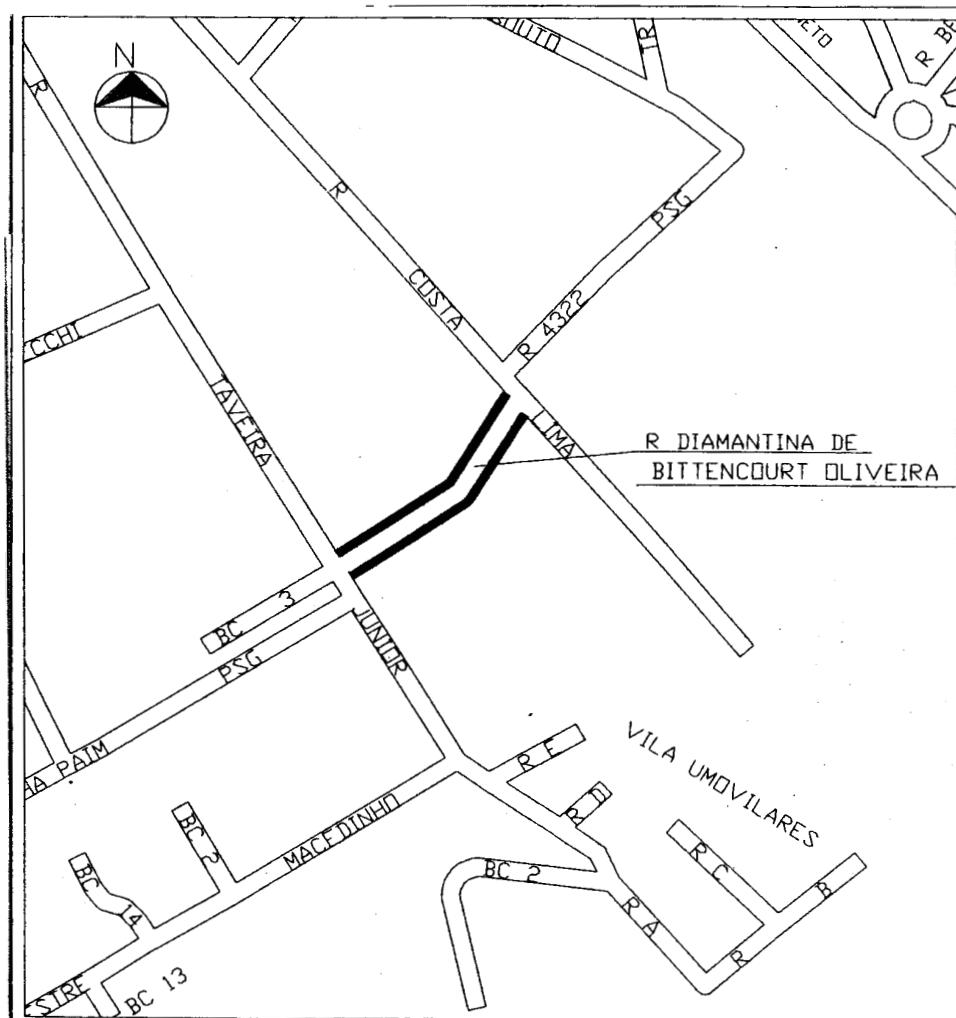 N
R
TR
R
PSG
COSTA
R 4322
CCHI
TAVEIRA
LIMA
R DIAMANTINA DE
BITTENCOURT OLIVEIRA
BC 3
JUNIOR
PSG
PAIM
VILA UMOVILARES
R E
R D
MACEDINHO
BC 2
R C
BC 14
BC 2
R A
R B
BC 13